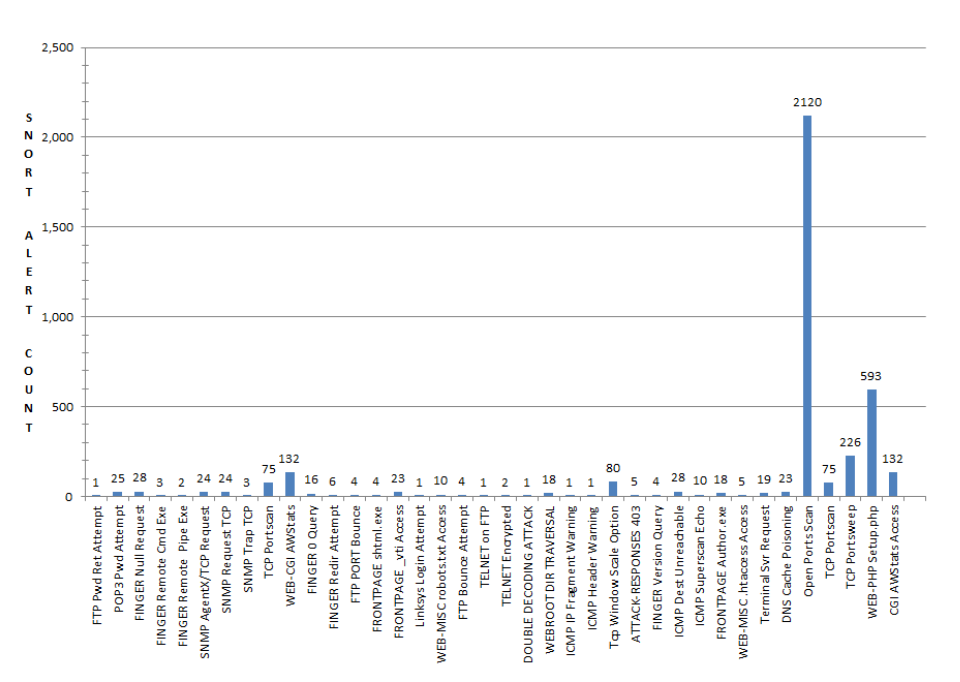 SNORT ALERT COUNT
2,500
2,000
1,500
1,000
500
0
1
25
28
3
2
24
24
3
75
132
16
6
4
4
23
1
10
4
1
2
1
18
1
1
80
5
4
28
10
18
5
19
23
2120
75
226
593
132
FTP Pwd Ret Attempt
POP3 Pwd Attempt
FINGER Null Request
FINGER Remote Cmd Exe
FINGER Remote Pipe Exe
SNMP AgentX/TCP Request
SNMP Request TCP
SNMP Trap TCP
TCP Portscan
WEB-CGI AWStats
FINGER 0 Query
FINGER Redir Attempt
FTP PORT Bounce
FRONTPAGE shtml.exe
FRONTPAGE _vti Access
Linksys Login Attempt
WEB-MISC robots.txt Access
FTP Bounce Attempt
TELNET on FTP
TELNET Encrypted
DOUBLE DECODING ATTACK
WEBROOT DIR TRAVERSAL
ICMP IP Fragment Warning
ICMP Header Warning
Tcp Window Scale Option
ATTACK-RESPONSES 403
FINGER Version Query
ICMP Dest Unreachable
ICMP Superscan Echo
FRONTPAGE Author.exe
WEB-MISC .htaccess Access
Terminal Svr Request
DNS Cache Poisoning
Open Ports Scan
TCP Portscan
TCP Portsweep
WEB-PHP Setup.php
CGI AWStats Access